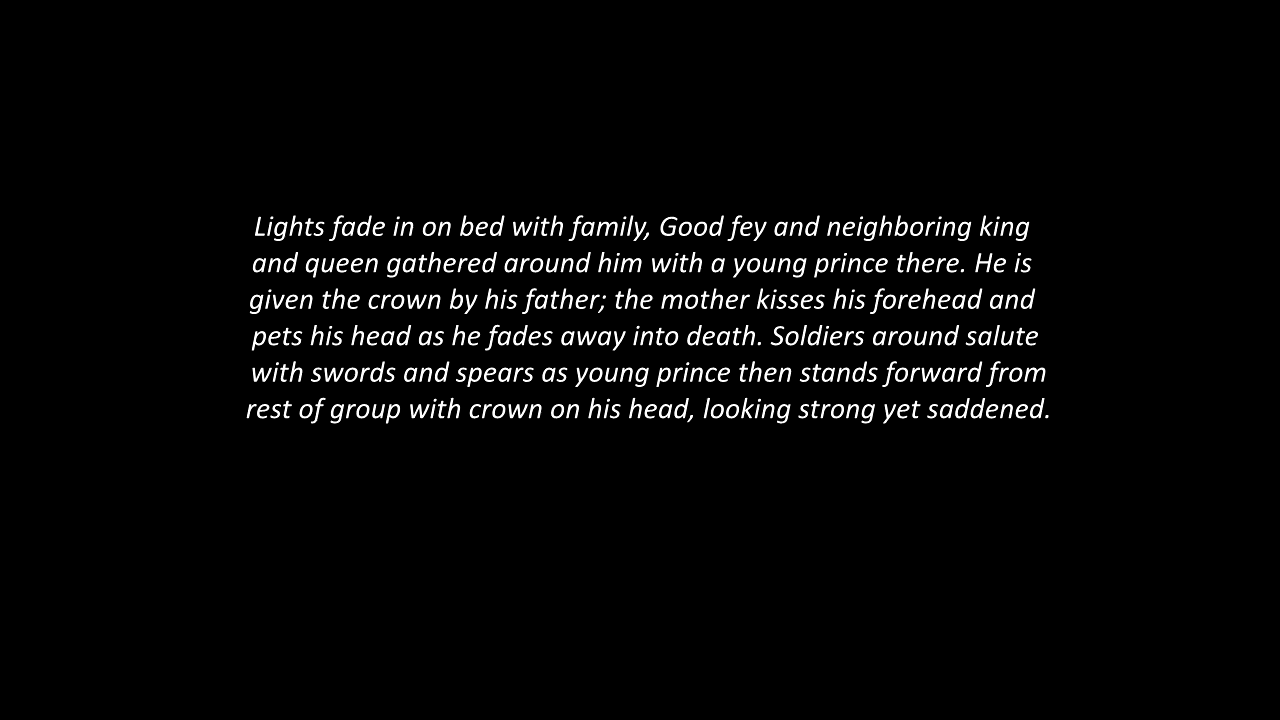 Lights fade in on bed with family, Good fey and neighboring king
and queen gathered around him with a young prince there. He is
given the crown by his father; the mother kisses his forehead and
pets his head as he fades away into death. Soldiers around salute
with swords and spears as young prince then stands forward from
rest of group with crown on his head, looking strong yet saddened.